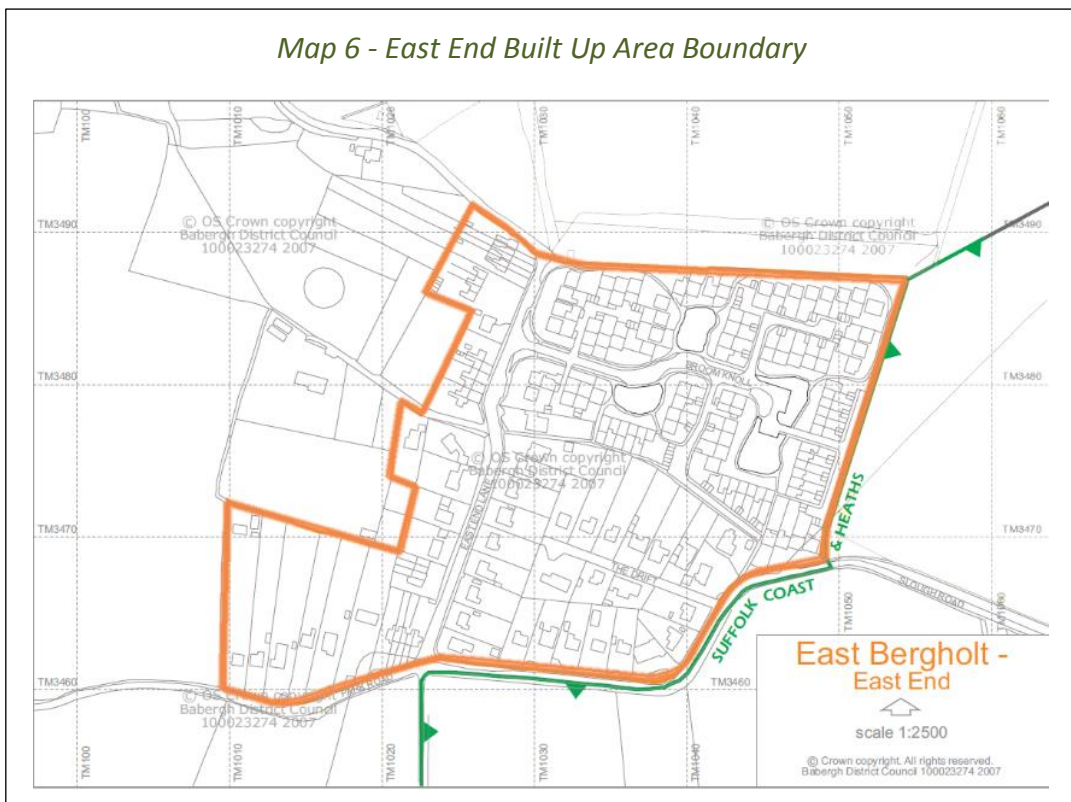 Map 6 - East End Built Up Area Boundary
TM100
TM1010
TM1020
TM1030
TM1040
TM1050
TM1060
TM3490
© OS Crown copyright
Babergh District Council
100023274 2007
© OS Crown copyright
Babergh District Council
100023274 2007
TM3490
TM3480
BROOM KNOLL
TM3480
© OS Crown copyright
Babergh District Council
100023274 2007
EAST END LANE
TM3470
TM3470
THE DRIFT
SUFFOLK COAST & HEATHS
SLOUGH ROAD
TM3460
ROAD
© OS Crown copyright
Babergh District Council
100023274 2007
TM3460
TM100
TM1010
TM1020
TM1030
TM1040
TM1050
TM1060
East Bergholt -
East End
scale 1:2500
© Crown copyright. All rights reserved.
Babergh District Council 100023274 2007